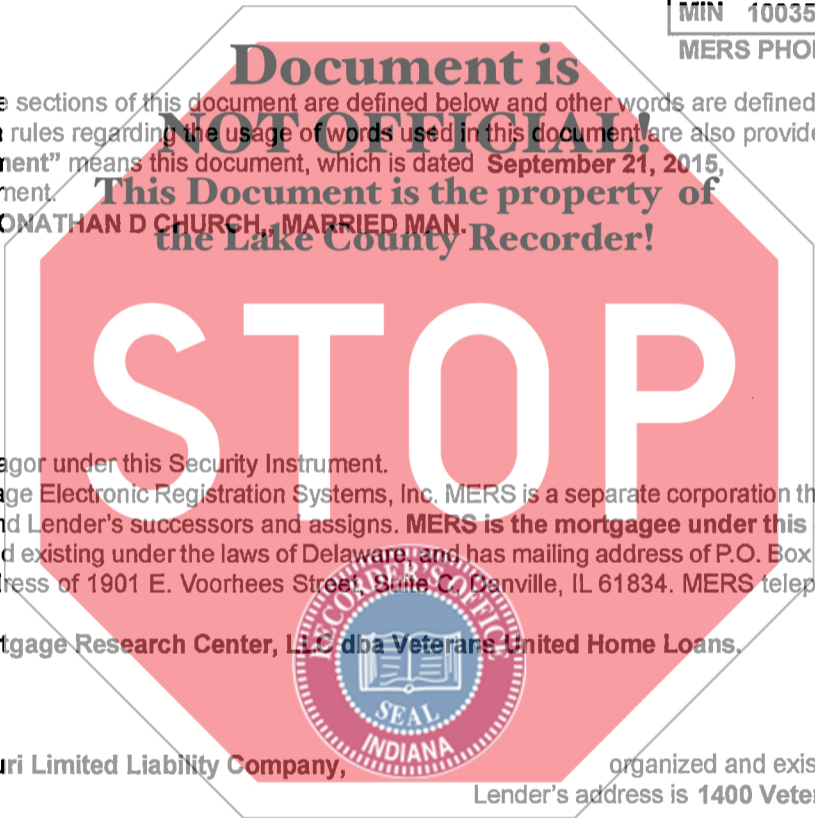 MIN 10035
MERS PHO
Document is
sections of this document are defined below and other words are defined
rules regarding the usage of words used in this document are also provide
NOT OFFICIAL!
ment” means this document, which is dated September 21, 2015,
ment.
This Document is the property of
ONATHAN D CHURCH,, MARRIED MAN.
the Lake County Recorder!
STOP
agor under this Security Instrument.
age Electronic Registration Systems, Inc. MERS is a separate corporation th
nd Lender's successors and assigns. MERS is the mortgagee under this
d existing under the laws of Delaware, and has mailing address of P.O. Box
ress of 1901 E. Voorhees Street, Suite C, Danville, IL 61834. MERS telep
tgage Research Center, LLC dba Veterans United Home Loans.
RECORDER'S OFFICE
SEAL
INDIANA
uri Limited Liability Company,
organized and exis
Lender's address is 1400 Vete